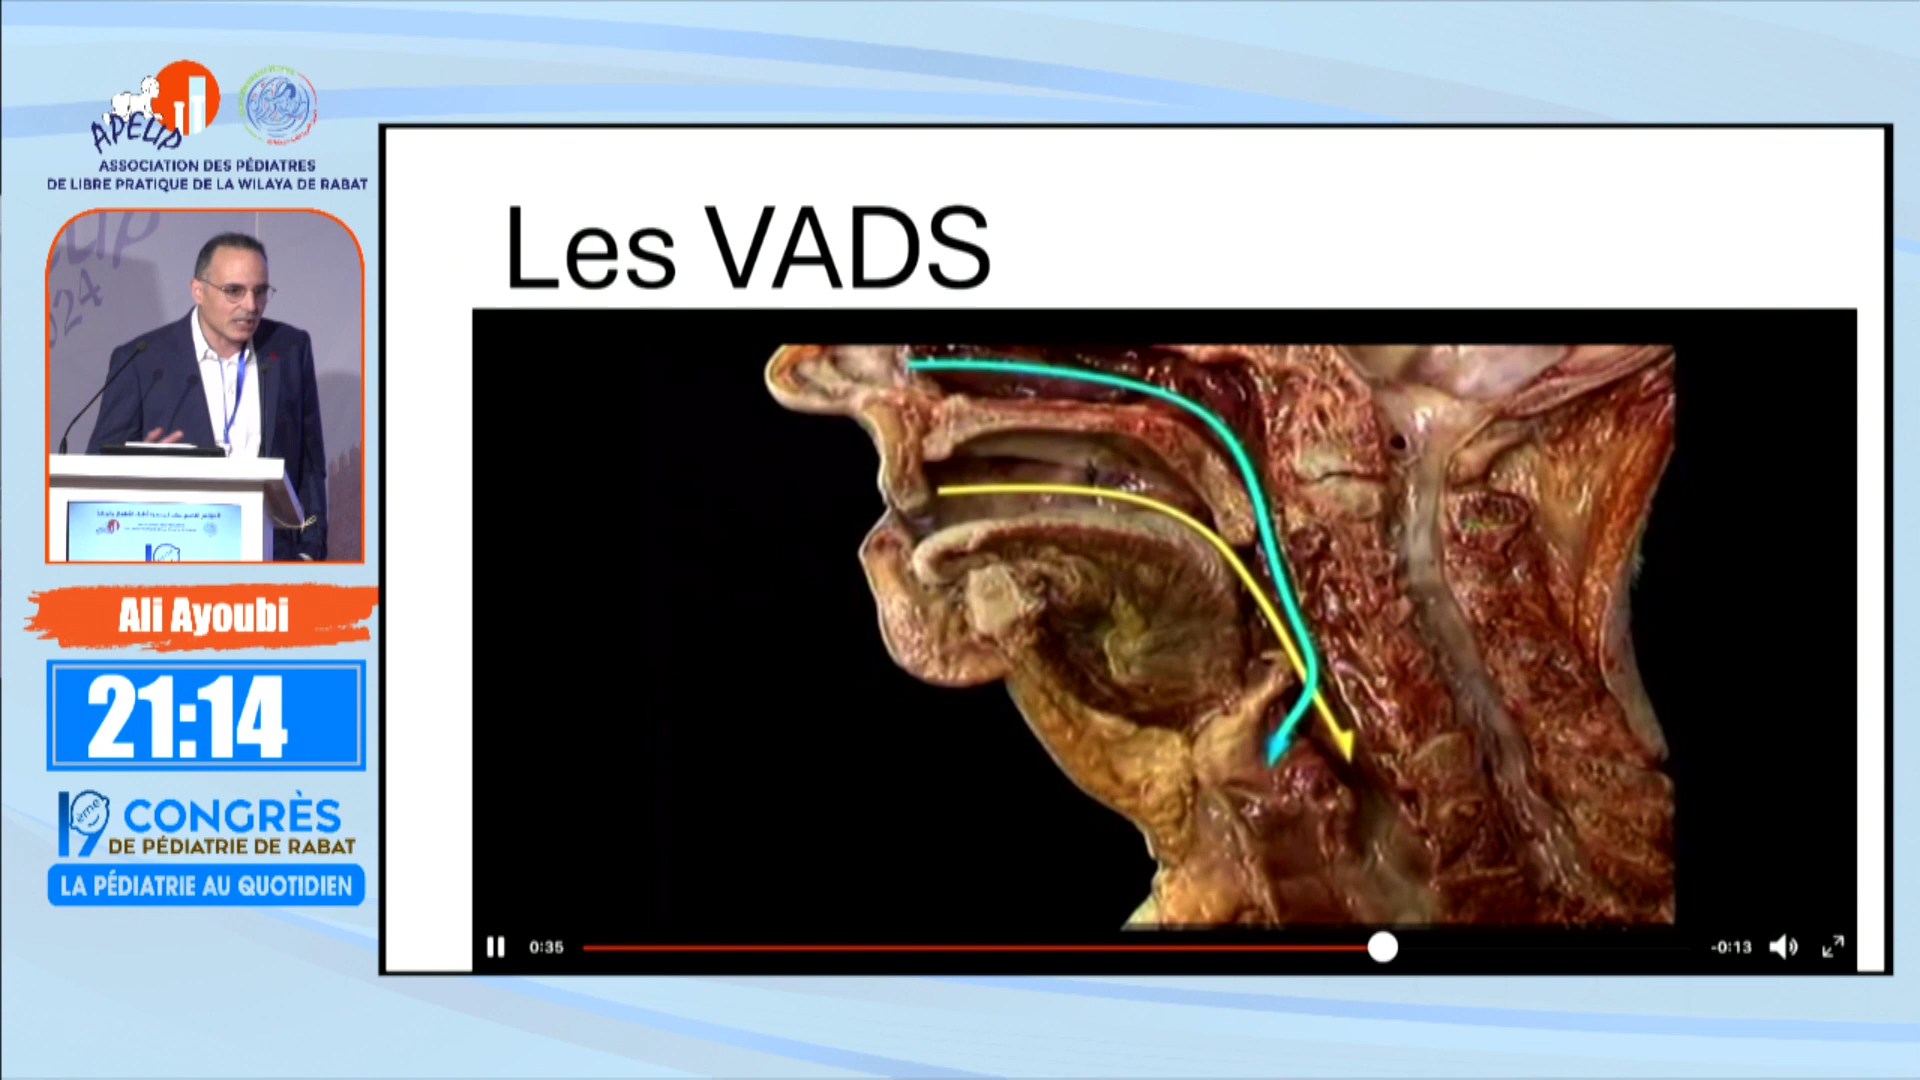 APELIP
ASSOCIATION DES PÉDIATRES
DE LIBRE PRATIQUE DE LA WILAYA DE RABAT
Ali Ayoubi
21:14
19ème CONGRÈS
DE PÉDIATRIE DE RABAT
LA PÉDIATRIE AU QUOTIDIEN
Les VADS
0:35
-0:13